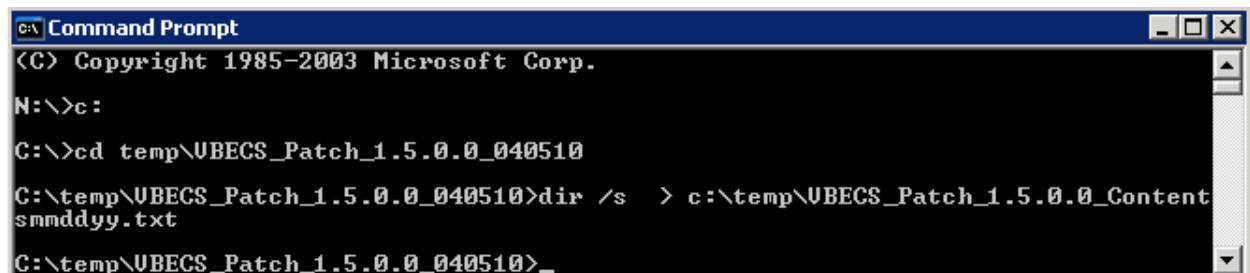 Command Prompt
(C) Copyright 1985-2003 Microsoft Corp.
N:\>c:
C:\>cd temp\VBECS_Patch_1.5.0.0_040510
C:\temp\VBECS_Patch_1.5.0.0_040510>dir /s  > c:\temp\VBECS_Patch_1.5.0.0_Content
smmddyy.txt
C:\temp\VBECS_Patch_1.5.0.0_040510>_